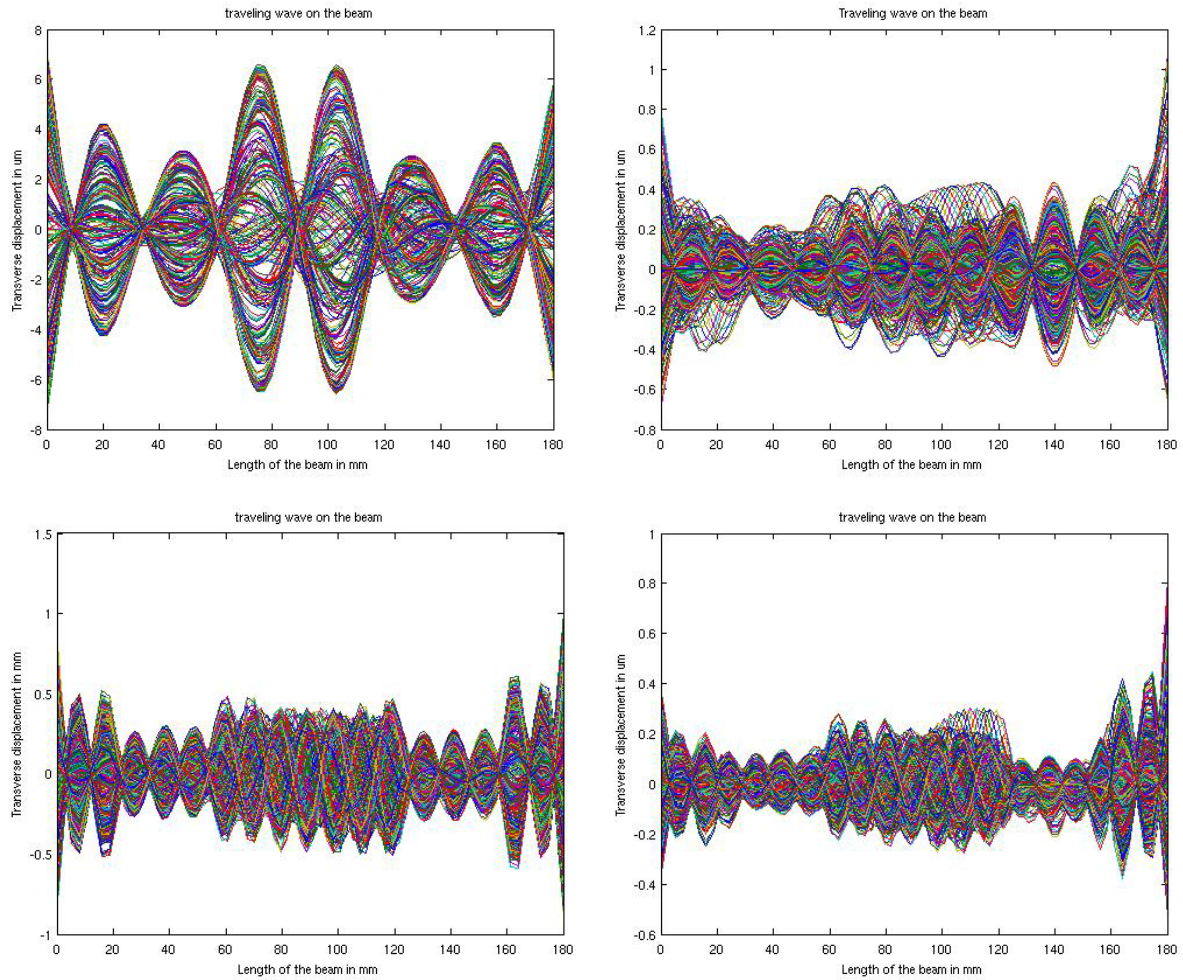 traveling wave on the beam
8
6
4
2
0
-2
-4
-6
-8
Transverse displacement in um
0 20 40 60 80 100 120 140 160 180
Length of the beam in mm
Traveling wave on the beam
1.2
1
0.8
0.6
0.4
0.2
0
-0.2
-0.4
-0.6
-0.8
Transverse displacement in um
0 20 40 60 80 100 120 140 160 180
Length of the beam in mm
traveling wave on the beam
1.5
1
0.5
0
-0.5
-1
Transverse displacement in mm
0 20 40 60 80 100 120 140 160 180
Length of the beam in mm
traveling wave on the beam
1
0.8
0.6
0.4
0.2
0
-0.2
-0.4
-0.6
Transverse displacement in um
0 20 40 60 80 100 120 140 160 180
Length of the beam in mm